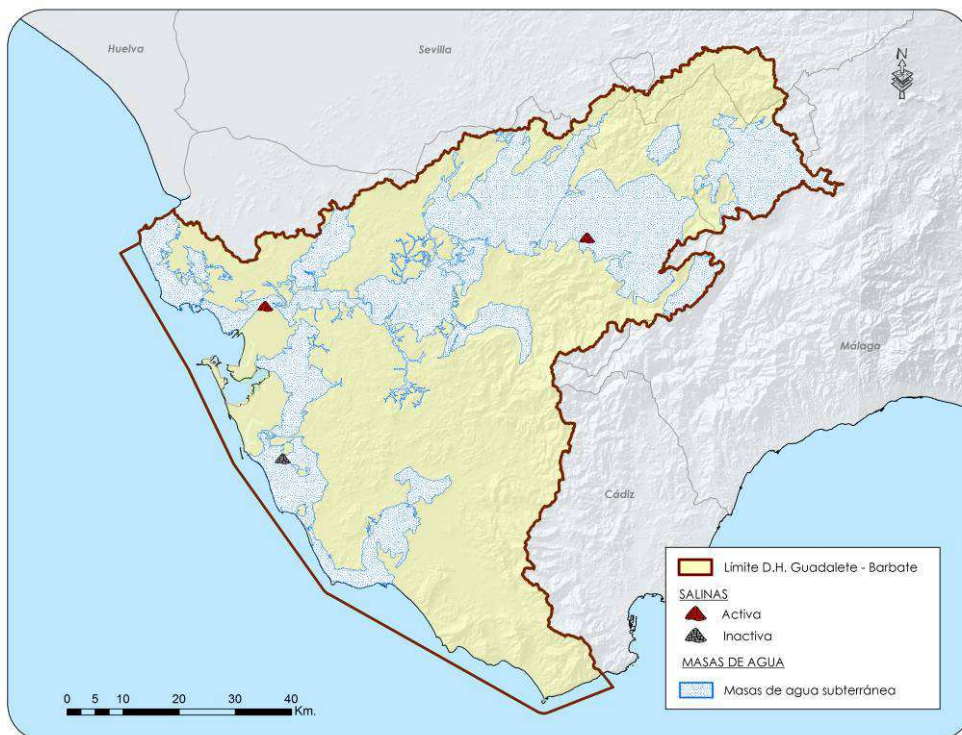 Huelva
Sevilla
N
Málaga
Cádiz
Límite D.H. Guadalete - Barbate
SALINAS
Activa
Inactiva
MASAS DE AGUA
Masas de agua subterránea
0 5 10 20 30 40
Km.